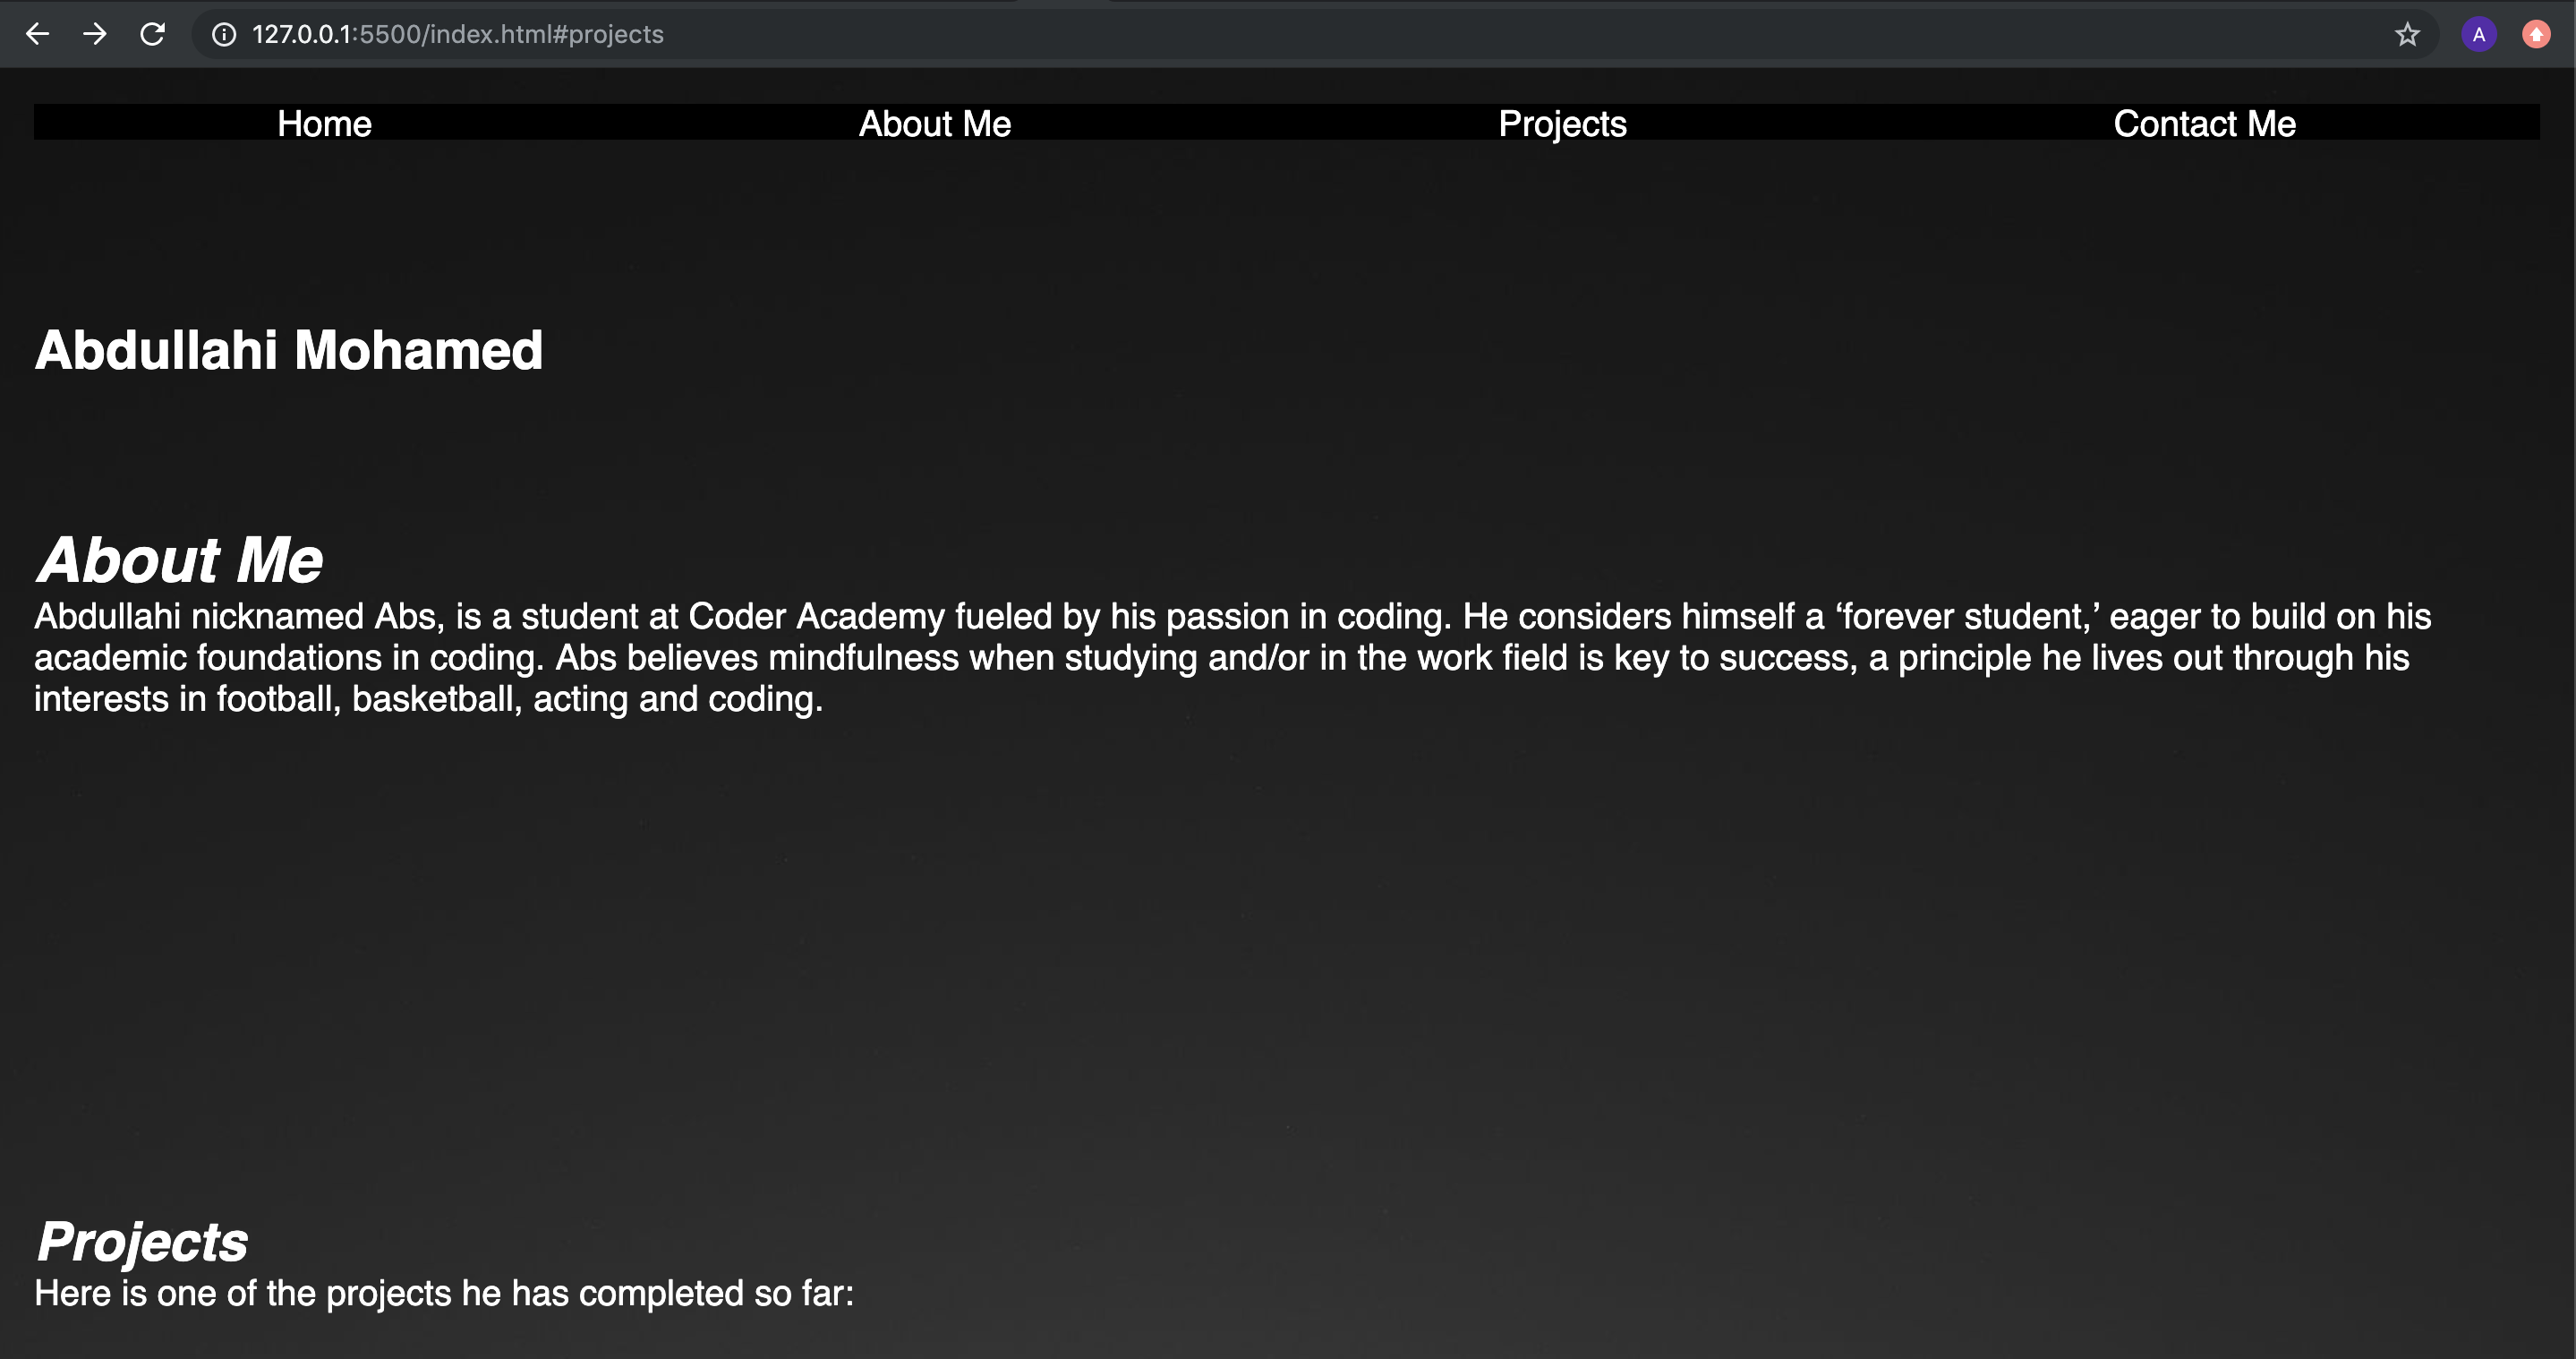 127.0.0.1:5500/index.html#projects
A
Home About Me Projects Contact Me
Abdullahi Mohamed
About Me
Abdullahi nicknamed Abs, is a student at Coder Academy fueled by his passion in coding. He considers himself a ‘forever student,’ eager to build on his
academic foundations in coding. Abs believes mindfulness when studying and/or in the work field is key to success, a principle he lives out through his
interests in football, basketball, acting and coding.
Projects
Here is one of the projects he has completed so far: